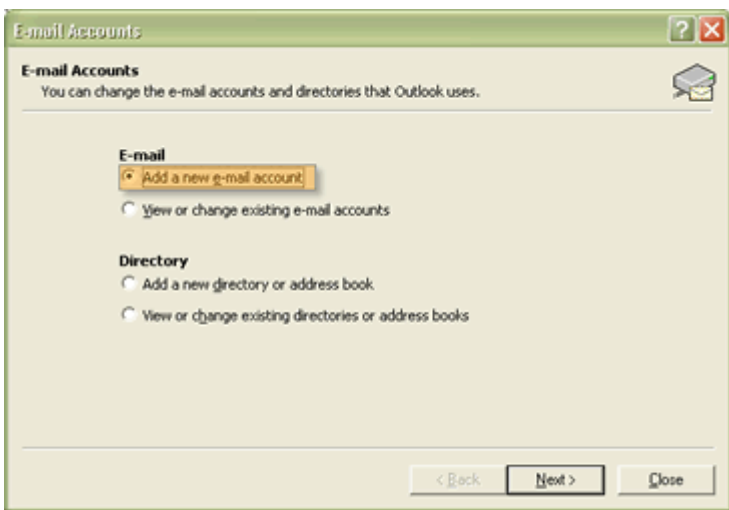 E-mail Accounts
E-mail Accounts
You can change the e-mail accounts and directories that Outlook uses.
E-mail
Add a new e-mail account
View or change existing e-mail accounts
Directory
Add a new directory or address book
View or change existing directories or address books
< Back Next > Close